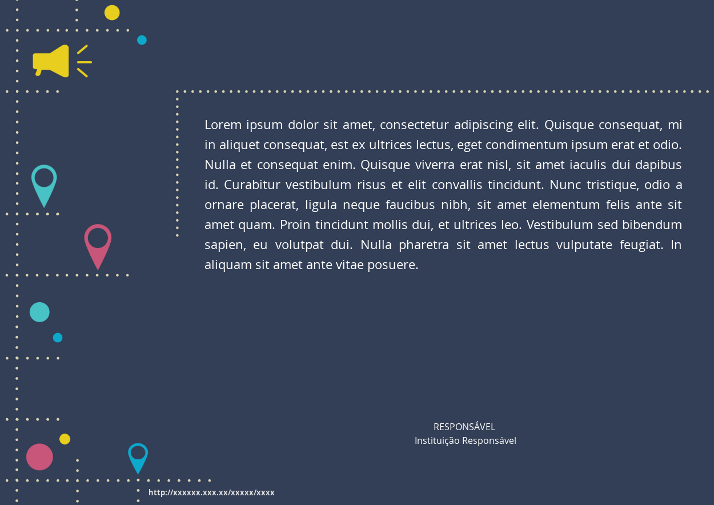 Lorem ipsum dolor sit amet, consectetur adipiscing elit. Quisque consequat, mi
in aliquet consequat, est ex ultrices lectus, eget condimentum ipsum erat et odio.
Nulla et consequat enim. Quisque viverra erat nisl, sit amet iaculis dui dapibus
id. Curabitur vestibulum risus et elit convallis tincidunt. Nunc tristique, odio a
ornare placerat, ligula neque faucibus nibh, sit amet elementum felis ante sit
amet quam. Proin tincidunt mollis dui, et ultrices leo. Vestibulum sed bibendum
sapien, eu volutpat dui. Nulla pharetra sit amet lectus vulputate feugiat. In
aliquam sit amet ante vitae posuere.
RESPONSÁVEL
Instituição Responsável
http://xxxxxx.xxx.xx/xxxxx/xxxx